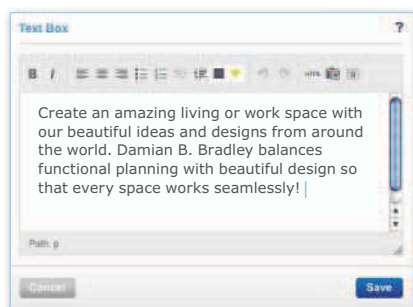 Text Box ?
B I HTML
Create an amazing living or work space with
our beautiful ideas and designs from around
the world. Damian B. Bradley balances
functional planning with beautiful design so
that every space works seamlessly!
Path: p
Cancel Save